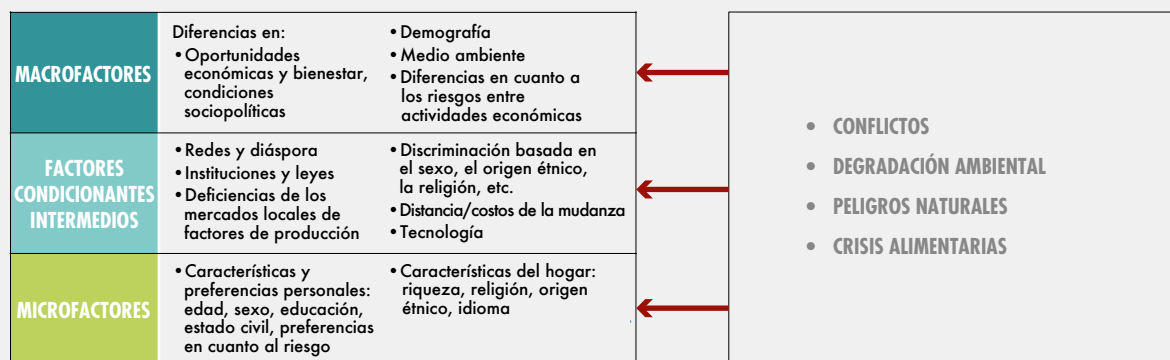 MACROFACTORES
Diferencias en:
•Oportunidades
económicas y bienestar,
condiciones
sociopolíticas
•Demografía
•Medio ambiente
•Diferencias en cuanto a
los riesgos entre
actividades económicas
FACTORES
CONDICIONANTES
INTERMEDIOS
•Redes y diáspora
•Instituciones y leyes
•Deficiencias de los
mercados locales de
factores de producción
•Discriminación basada en
el sexo, el origen étnico,
la religión, etc.
•Distancia/costos de la mudanza
•Tecnología
MICROFACTORES
•Características y
preferencias personales:
edad, sexo, educación,
estado civil, preferencias
en cuanto al riesgo
•Características del hogar:
riqueza, religión, origen
étnico, idioma
• CONFLICTOS
• DEGRADACIÓN AMBIENTAL
• PELIGROS NATURALES
• CRISIS ALIMENTARIAS